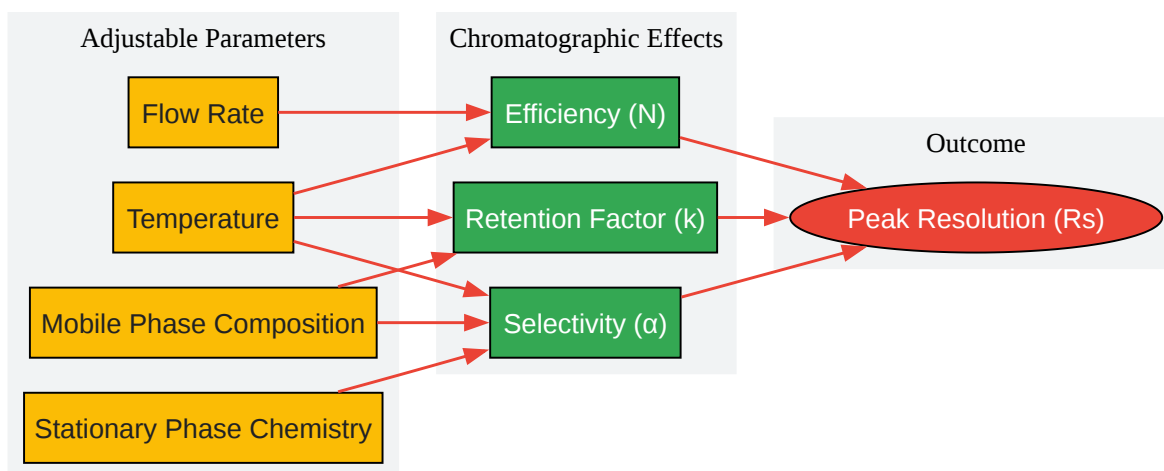 Adjustable Parameters
Flow Rate
Temperature
Mobile Phase Composition
Stationary Phase Chemistry
Chromatographic Effects
Efficiency (N)
Retention Factor (k)
Selectivity (α)
Outcome
Peak Resolution (Rs)